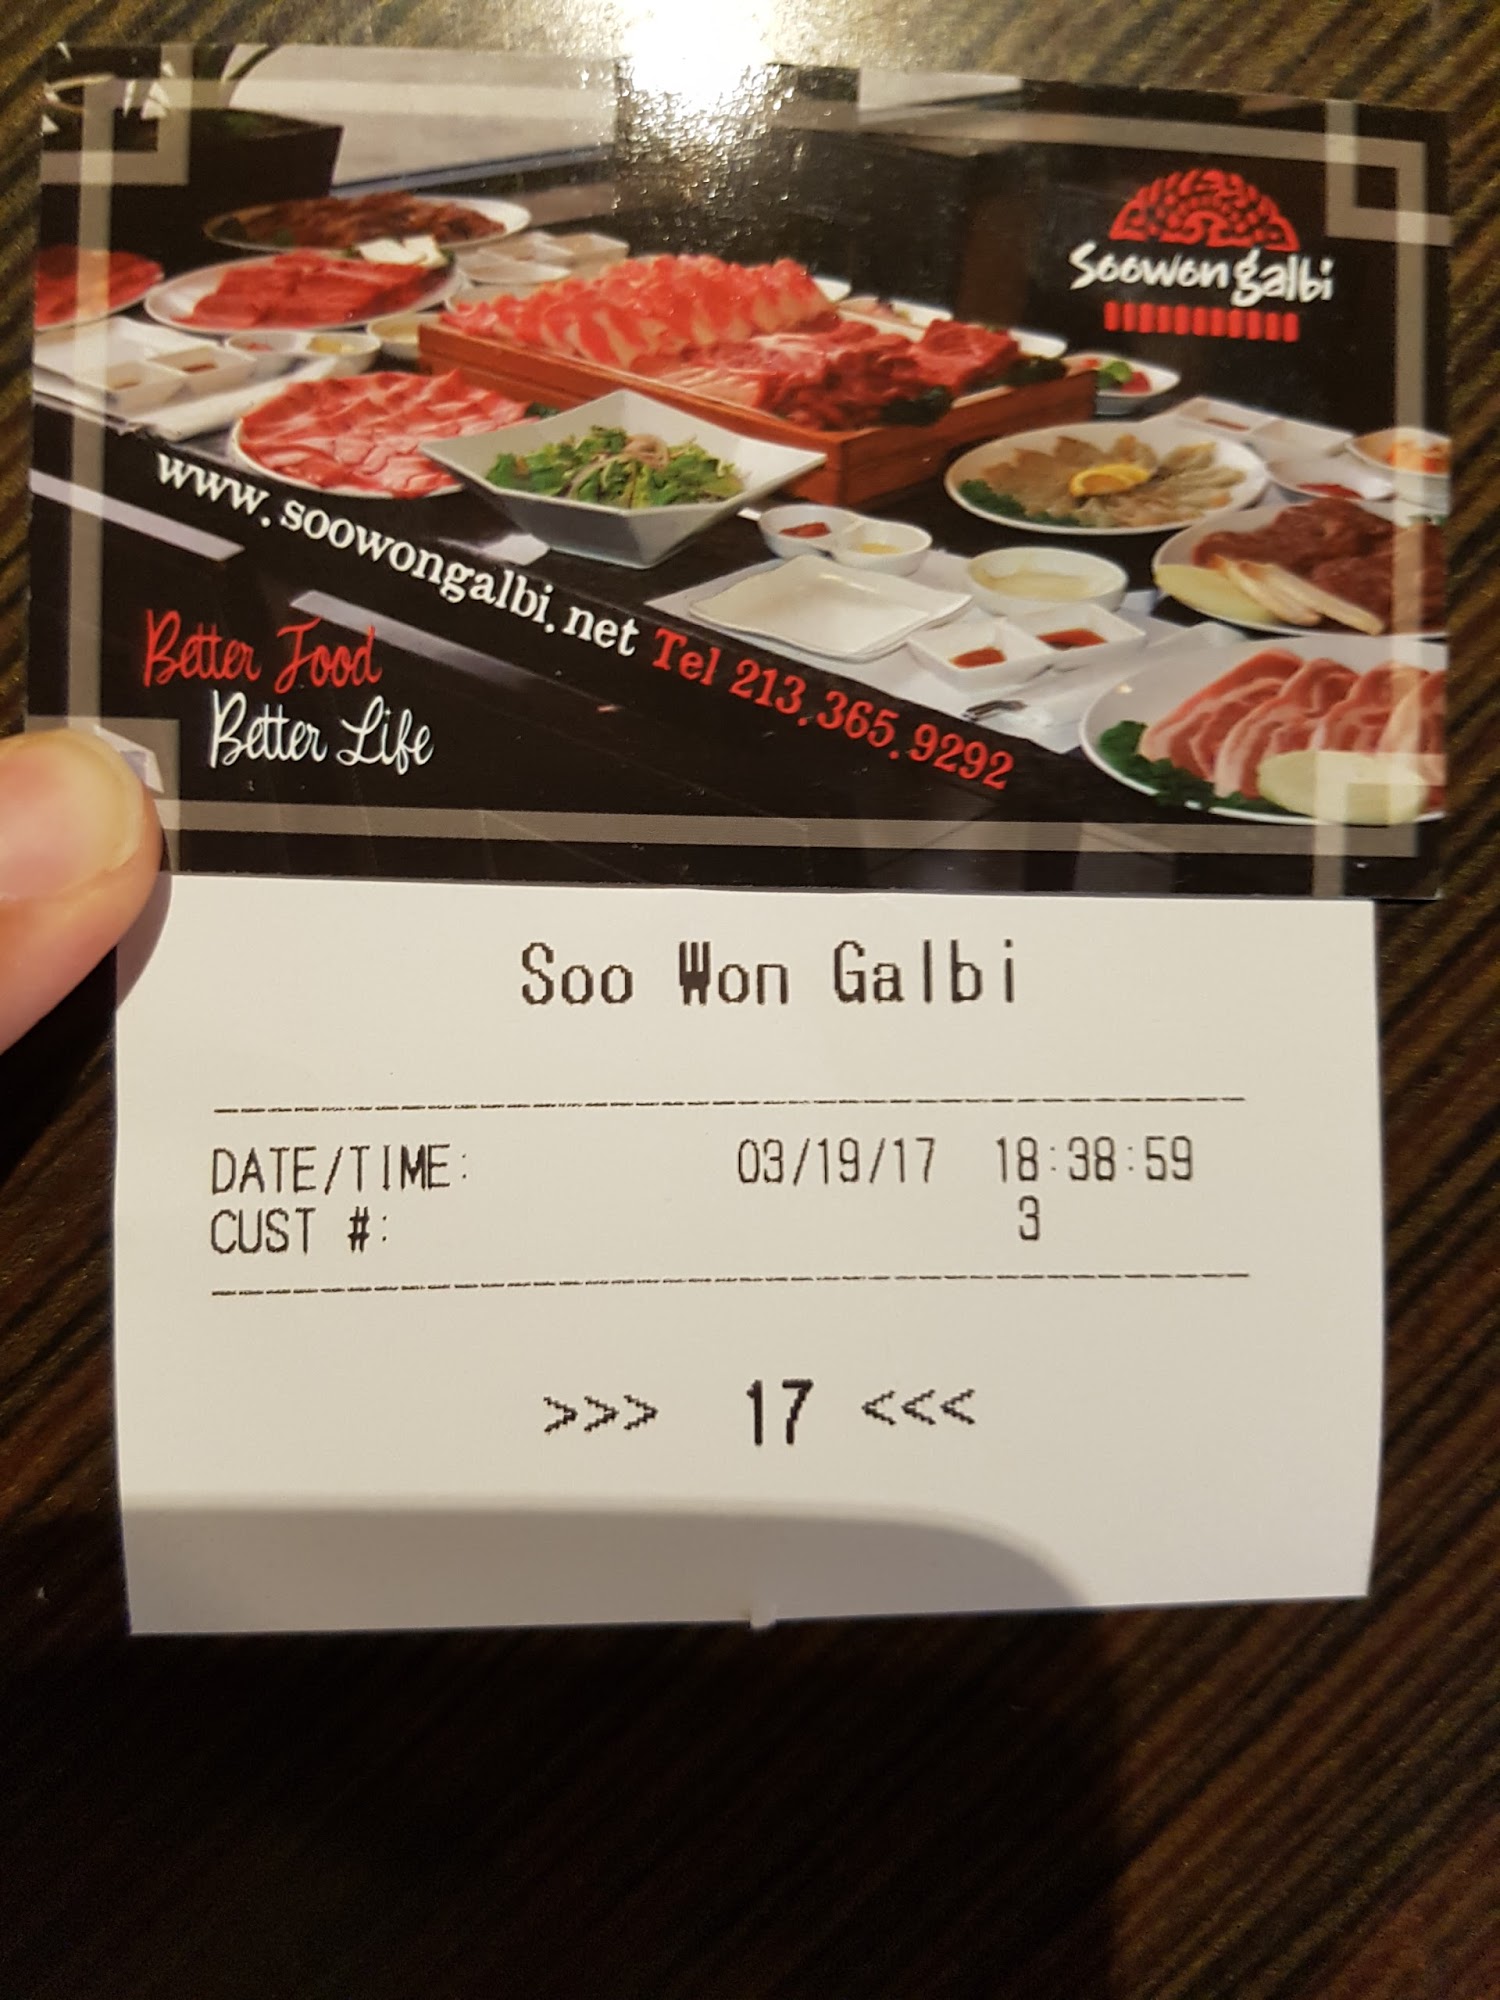 Soowon galbi
www.soowongalbi.net Tel 213.365.9292
Better Food
Better Life
Soo Won Galbi
DATE/TIME: 03/19/17 18:38:59
CUST #: 3
>>> 17 <<<